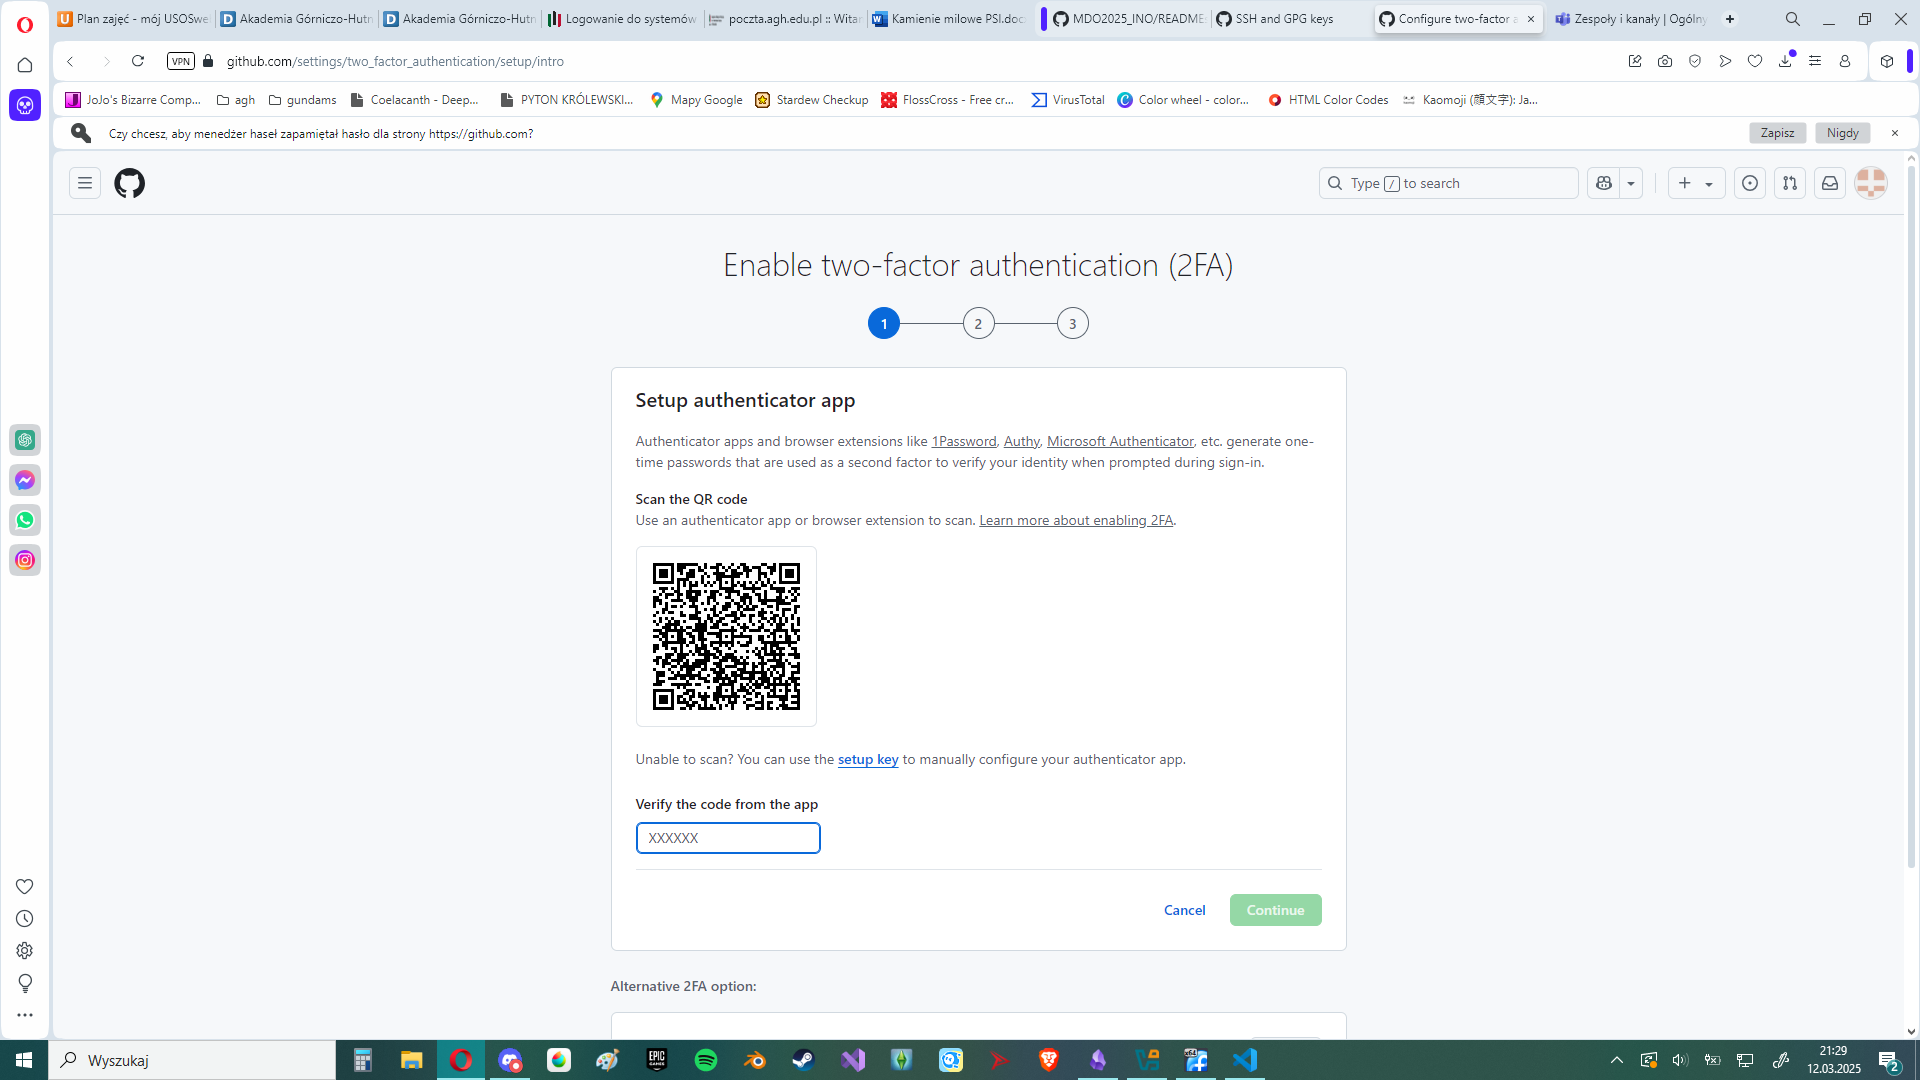 Plan zajęć - mój USOSwe
Akademia Górniczo-Hutn
Akademia Górniczo-Hutn
Logowanie do systemów
poczta.agh.edu.pl :: Witam
Kamienie milowe PSI.doc
MDO2025_INO/README
SSH and GPG keys
Configure two-factor a
Zespoły i kanały | Ogólny
VPN
github.com/settings/two_factor_authentication/setup/intro
JoJo's Bizarre Comp...
agh
gundams
Coelacanth - Deep...
PYTON KRÓLEWSKI...
Mapy Google
Stardew Checkup
FlossCross - Free cr...
VirusTotal
Color wheel - color...
HTML Color Codes
Kaomoji (顔文字): Ja...
Czy chcesz, aby menedżer haseł zapamiętał hasło dla strony https://github.com?
Zapisz
Nigdy
Type / to search
Enable two-factor authentication (2FA)
1
2
3
Setup authenticator app
Authenticator apps and browser extensions like 1Password, Authy, Microsoft Authenticator, etc. generate one-
time passwords that are used as a second factor to verify your identity when prompted during sign-in.
Scan the QR code
Use an authenticator app or browser extension to scan. Learn more about enabling 2FA.
Unable to scan? You can use the setup key to manually configure your authenticator app.
Verify the code from the app
XXXXXX
Cancel
Continue
Alternative 2FA option:
Wyszukaj
EPIC GAMES
21:29
12.03.2025
2